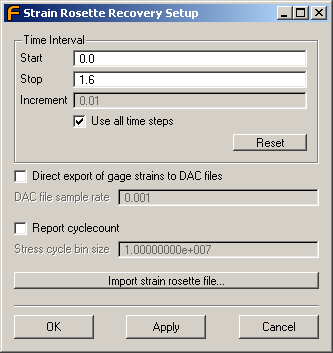 Strain Rosette Recovery Setup
Time Interval
Start 0.0
Stop 1.6
Increment 0.01
Use all time steps
Reset
Direct export of gage strains to DAC files
DAC file sample rate 0.001
Report cyclecount
Stress cycle bin size 1.00000000e+007
Import strain rosette file...
OK Apply Cancel